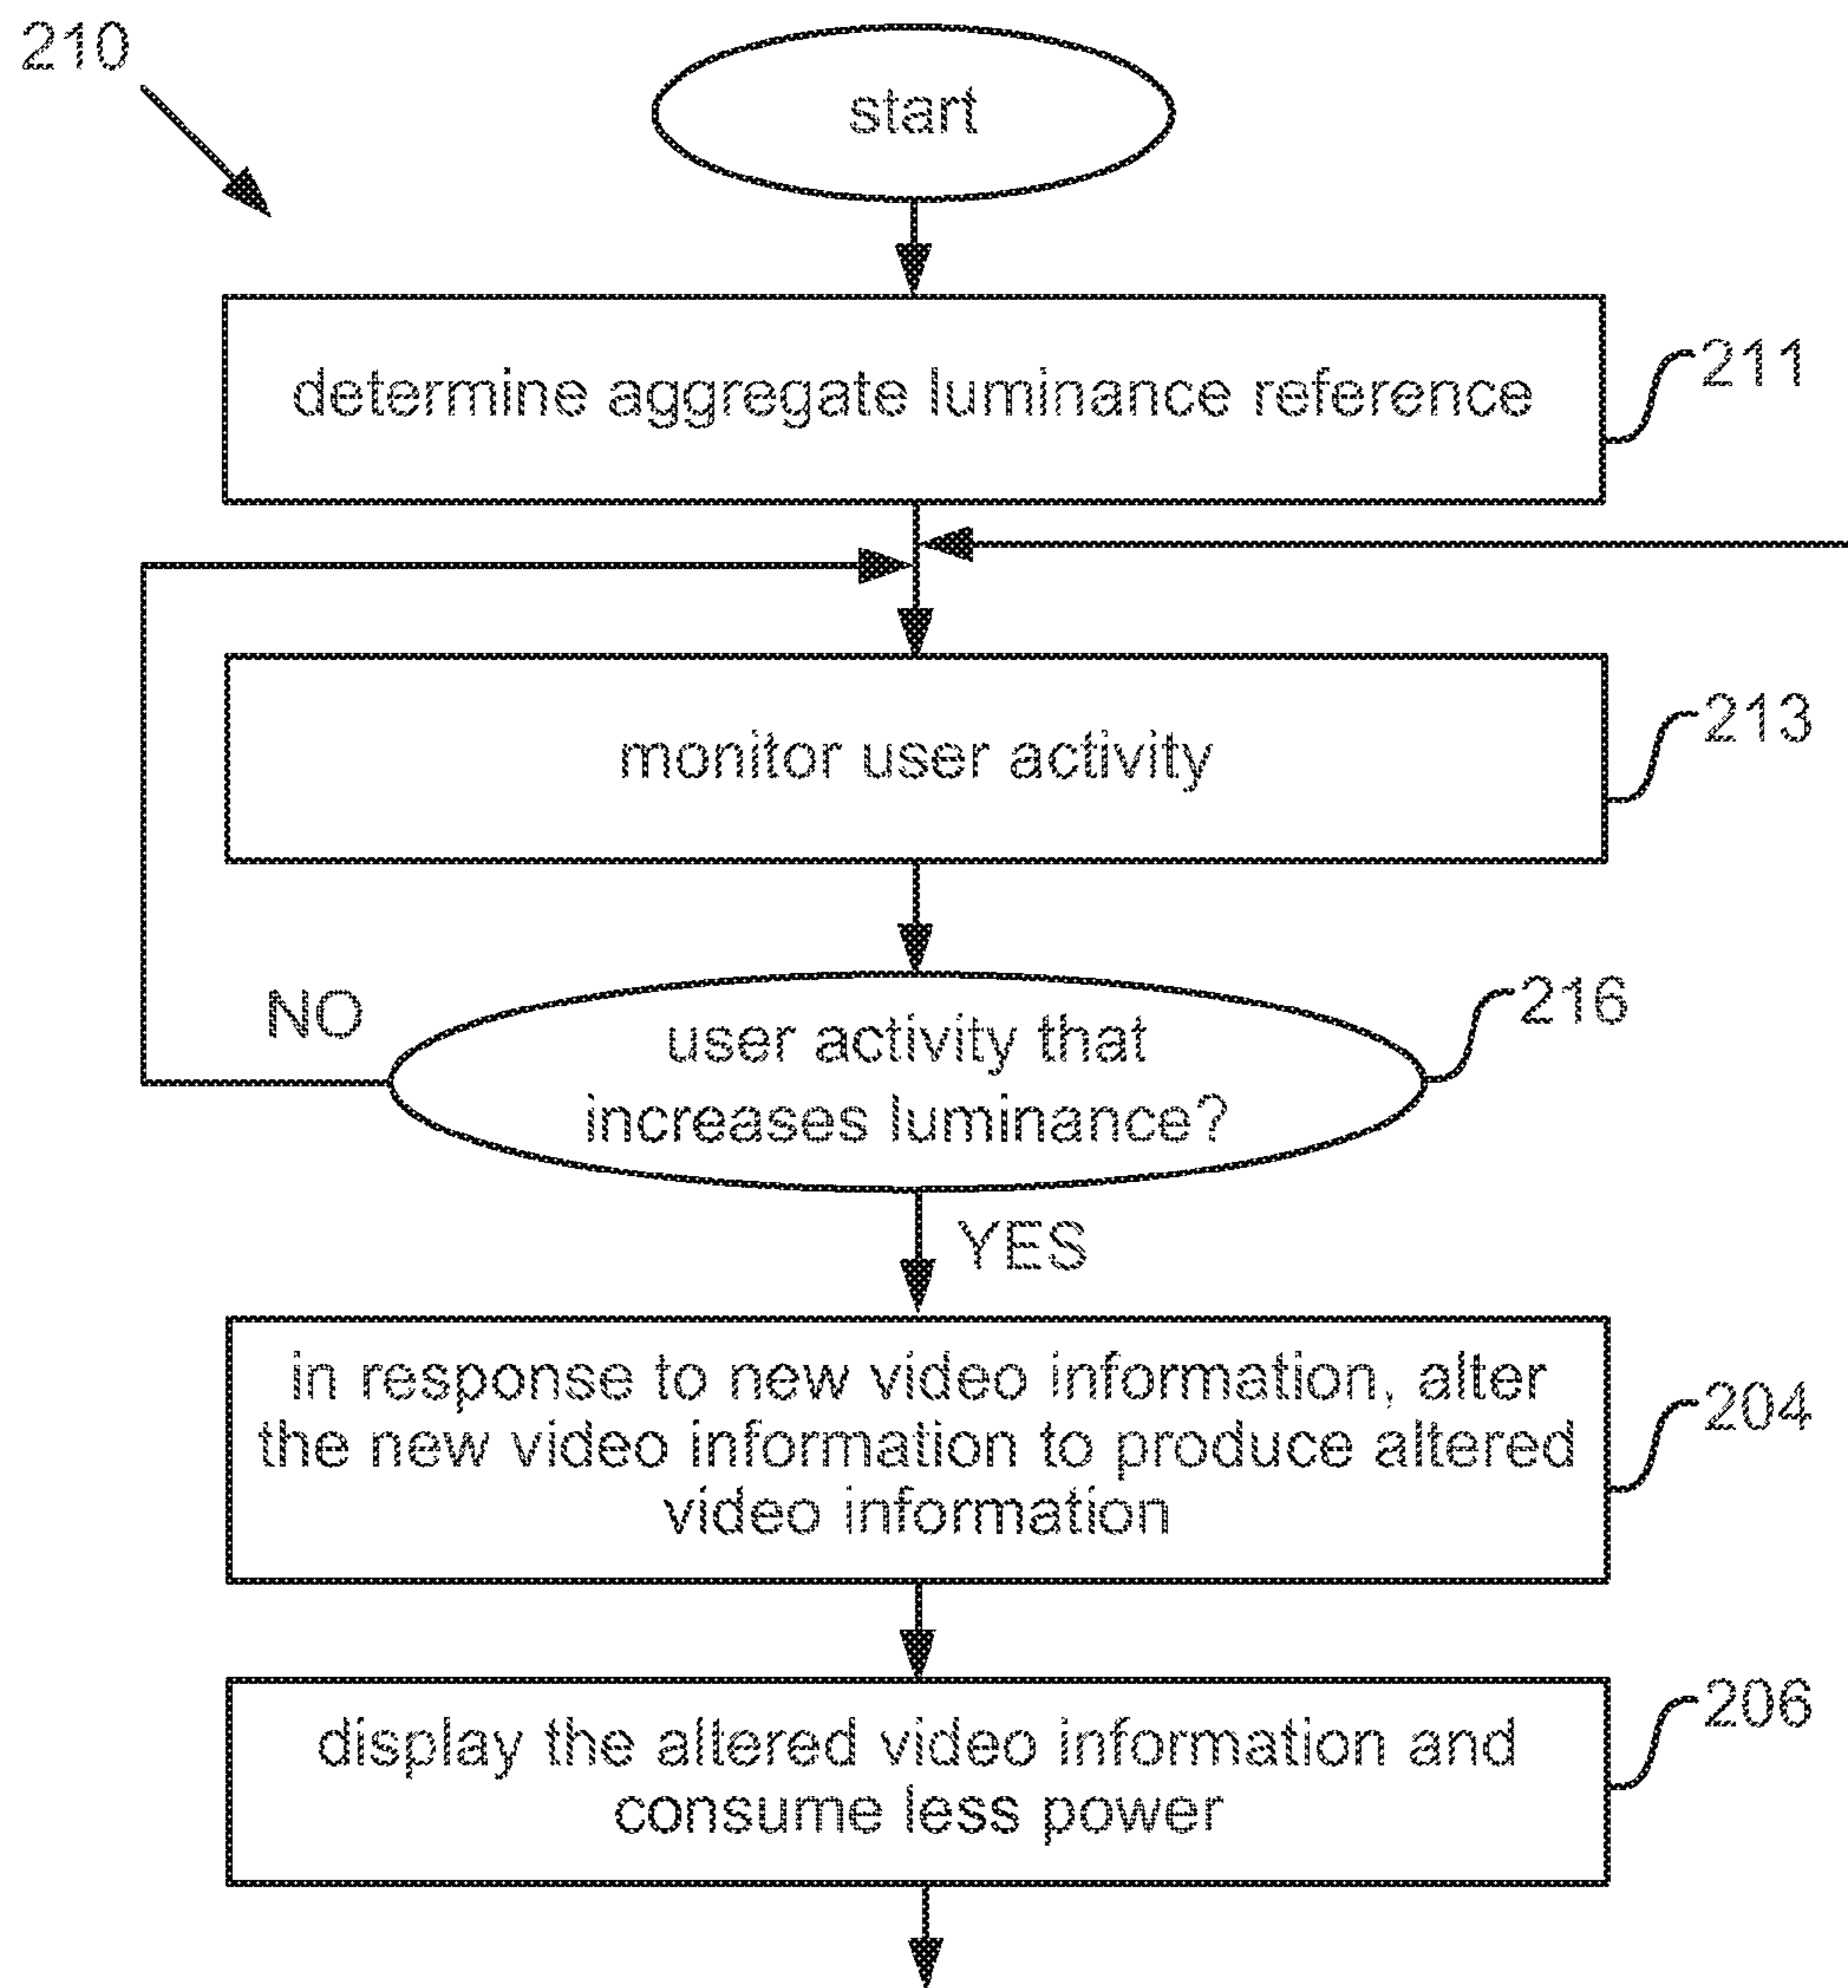 210
start
determine aggregate luminance reference
211
monitor user activity
213
NO
user activity that
increases luminance?
216
YES
in response to new video information, alter
the new video information to produce altered
video information
204
display the altered video information and
consume less power
206